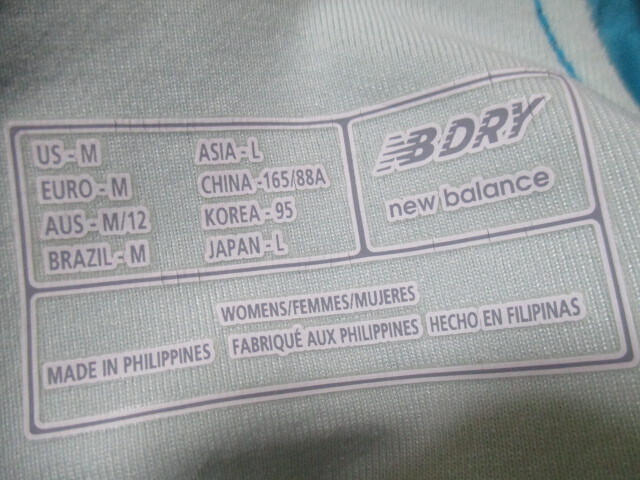 US - M
EURO - M
AUS - M/12
BRAZIL - M
ASIA - L
CHINA -165/88A
KOREA - 95
JAPAN - L
NBDRY
new balance
WOMENS/FEMMES/MUJERES
MADE IN PHILIPPINES FABRIQUÉ AUX PHILIPPINES HECHO EN FILIPINAS